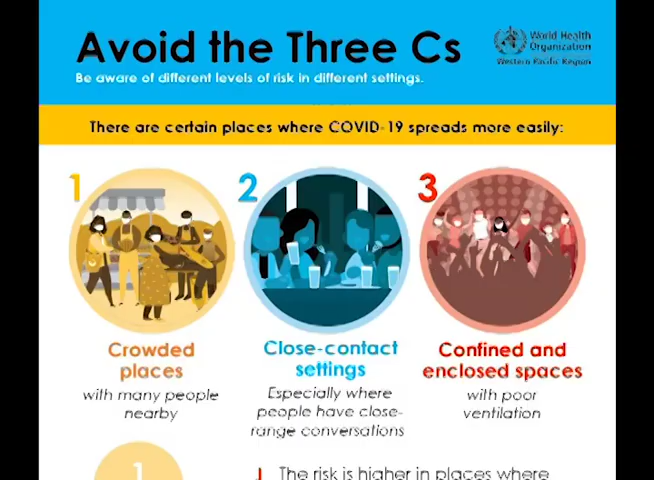 Avoid the Three Cs
World Health
Organization
Western Pacific Region
Be aware of different levels of risk in different settings.
There are certain places where COVID-19 spreads more easily:
1
2
3
Crowded
places
with many people
nearby
Close-contact
settings
Especially where
people have close-
range conversations
Confined and
enclosed spaces
with poor
ventilation
1
The risk is higher in places where